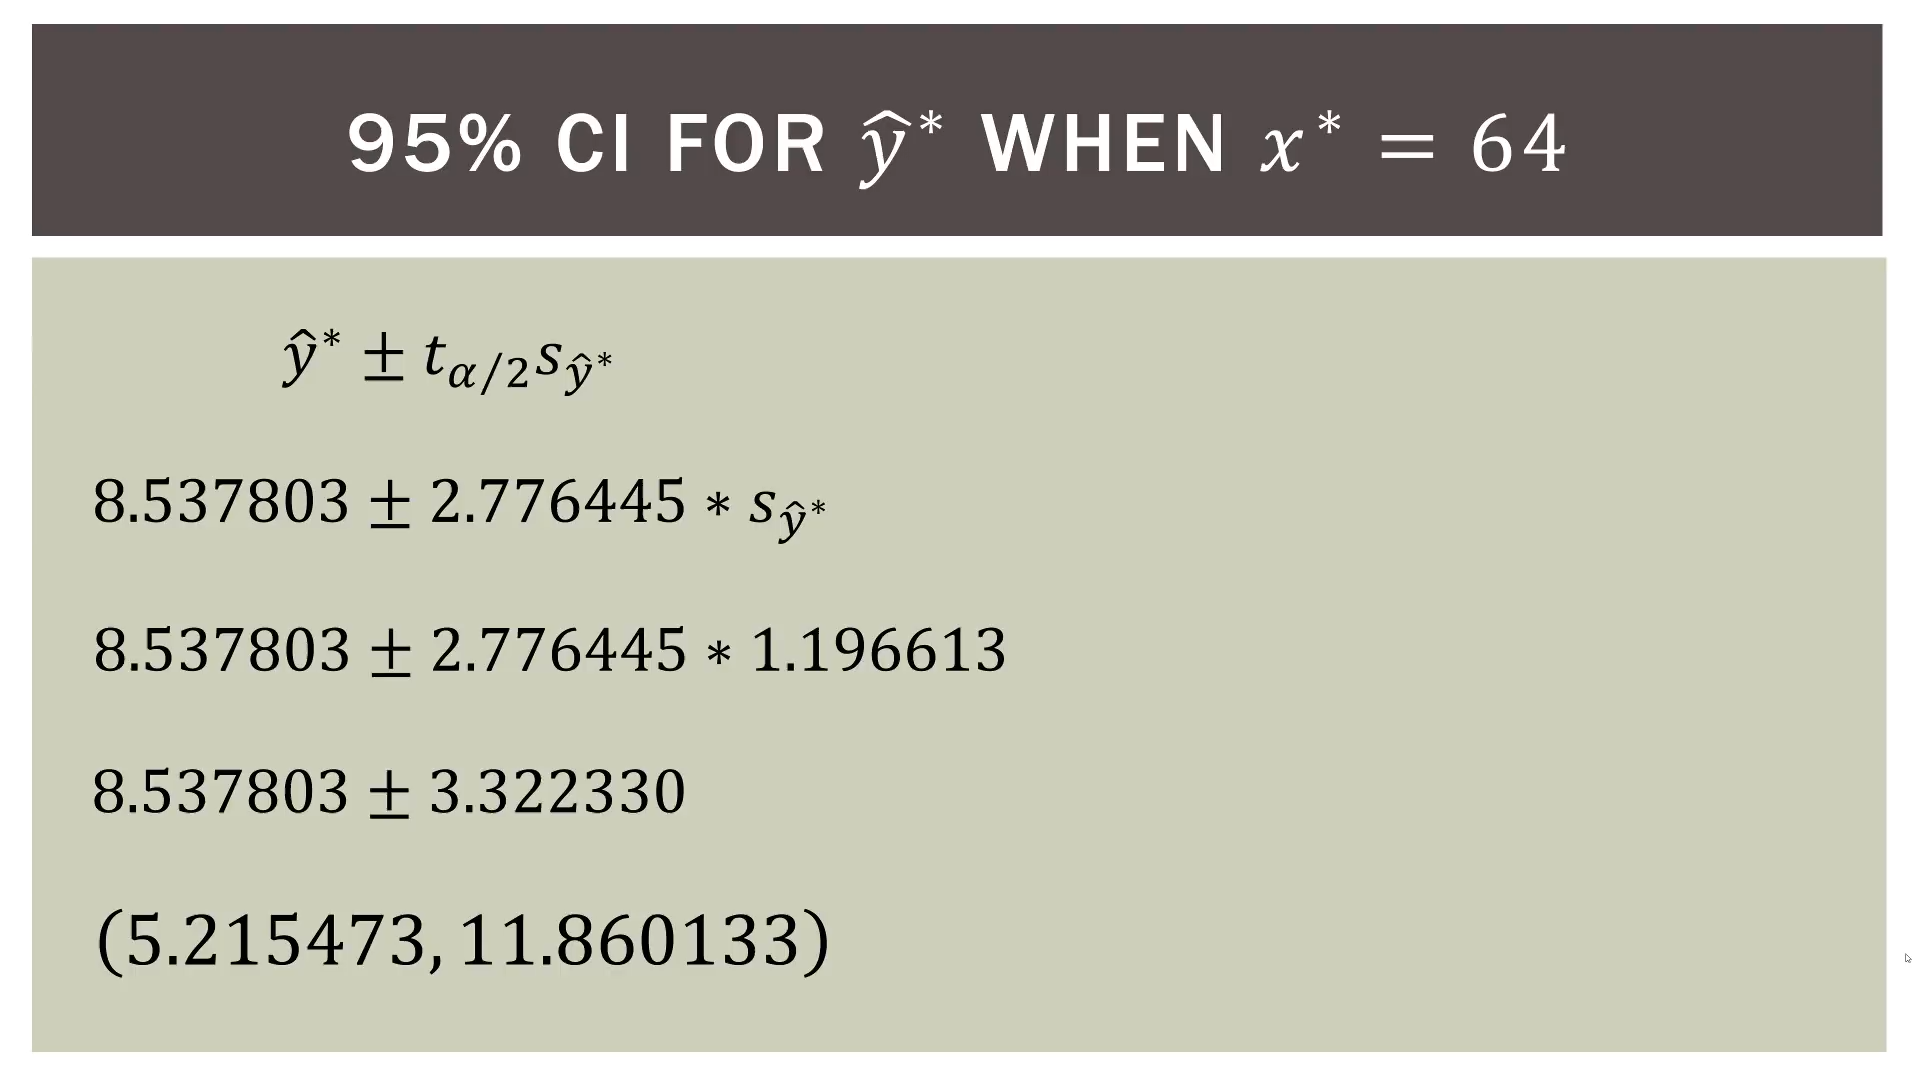 95% CI FOR ŷ* WHEN x* = 64
ŷ* ± t_{α/2}s_{ŷ*}
8.537803 ± 2.776445 * s_{ŷ*}
8.537803 ± 2.776445 * 1.196613
8.537803 ± 3.322330
(5.215473, 11.860133)